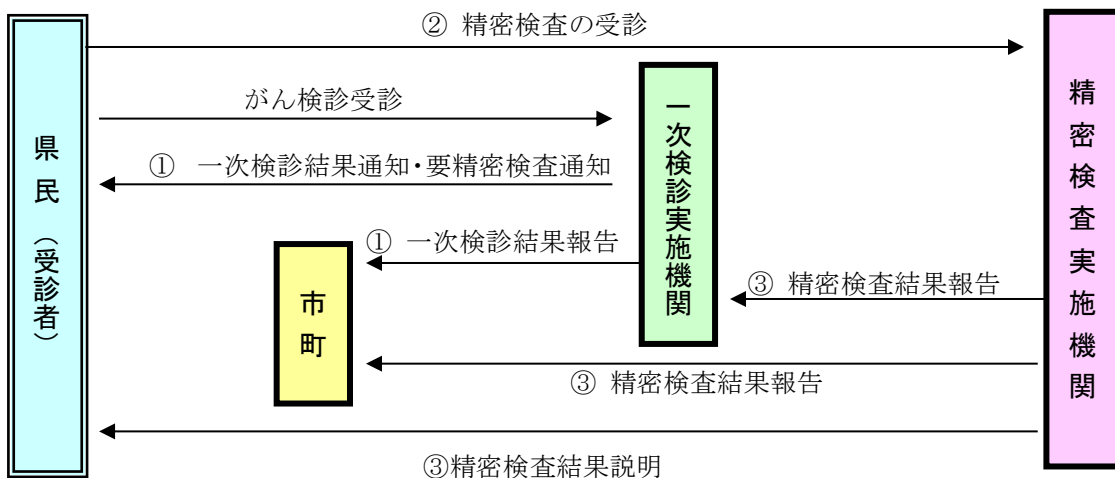 ② 精密検査の受診
がん検診受診
① 一次検診結果通知・要精密検査通知
① 一次検診結果報告
③ 精密検査結果報告
③ 精密検査結果報告
③精密検査結果説明
県民（受診者）
市町
一次検診実施機関
精密検査実施機関